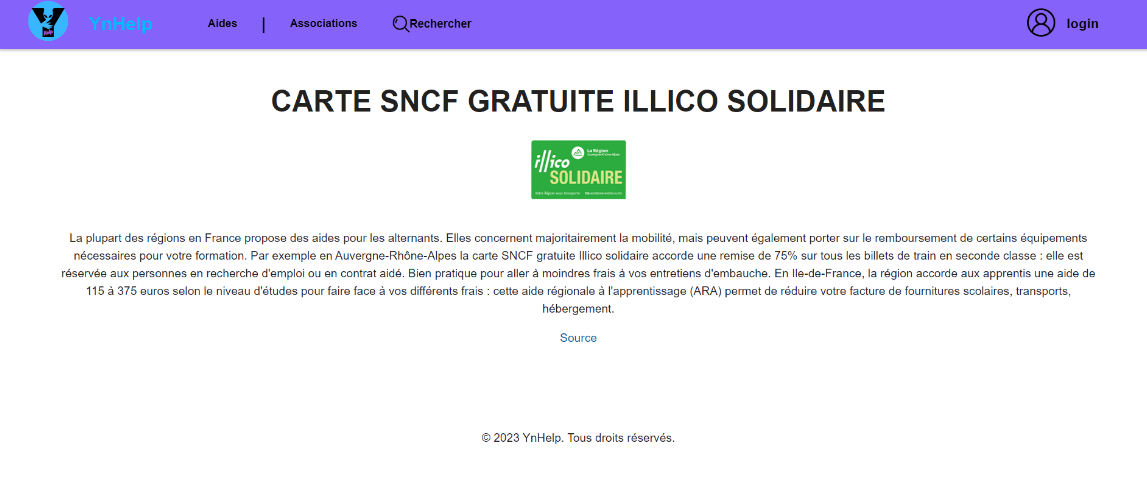 YnHelp
Aides
|
Associations
Rechercher
login
CARTE SNCF GRATUITE ILLICO SOLIDAIRE
La Région
illico
SOLIDAIRE
La plupart des régions en France propose des aides pour les alternants. Elles concernent majoritairement la mobilité, mais peuvent également porter sur le remboursement de certains équipements
nécessaires pour votre formation. Par exemple en Auvergne-Rhône-Alpes la carte SNCF gratuite Illico solidaire accorde une remise de 75% sur tous les billets de train en seconde classe : elle est
réservée aux personnes en recherche d'emploi ou en contrat aidé. Bien pratique pour aller à moindres frais à vos entretiens d'embauche. En Ile-de-France, la région accorde aux apprentis une aide de
115 à 375 euros selon le niveau d'études pour faire face à vos différents frais : cette aide régionale à l'apprentissage (ARA) permet de réduire votre facture de fournitures scolaires, transports,
hébergement.
Source
© 2023 YnHelp. Tous droits réservés.